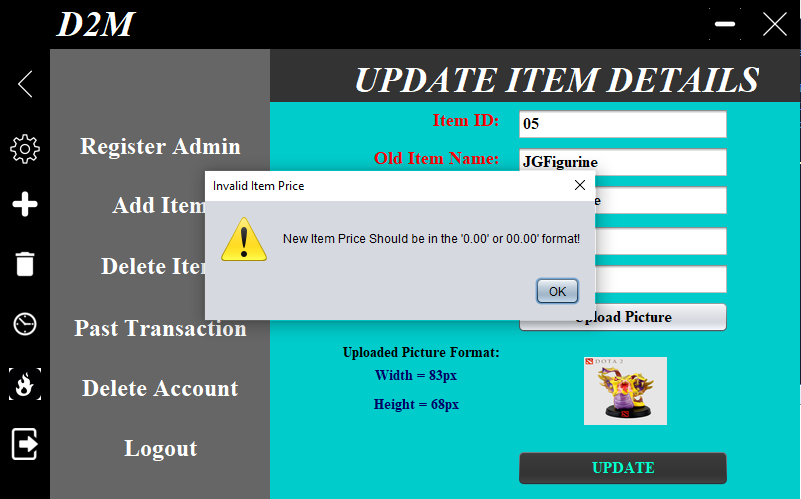 D2M
UPDATE ITEM DETAILS
Item ID: 05
Register Admin
Old Item Name: JGFigurine
Invalid Item Price
Add Item
New Item Price Should be in the '0.00' or 00.00' format!
Delete Item
OK
Upload Picture
Past Transaction
Uploaded Picture Format:
DOTA 2
Width = 83px
Delete Account
Height = 68px
Logout
UPDATE